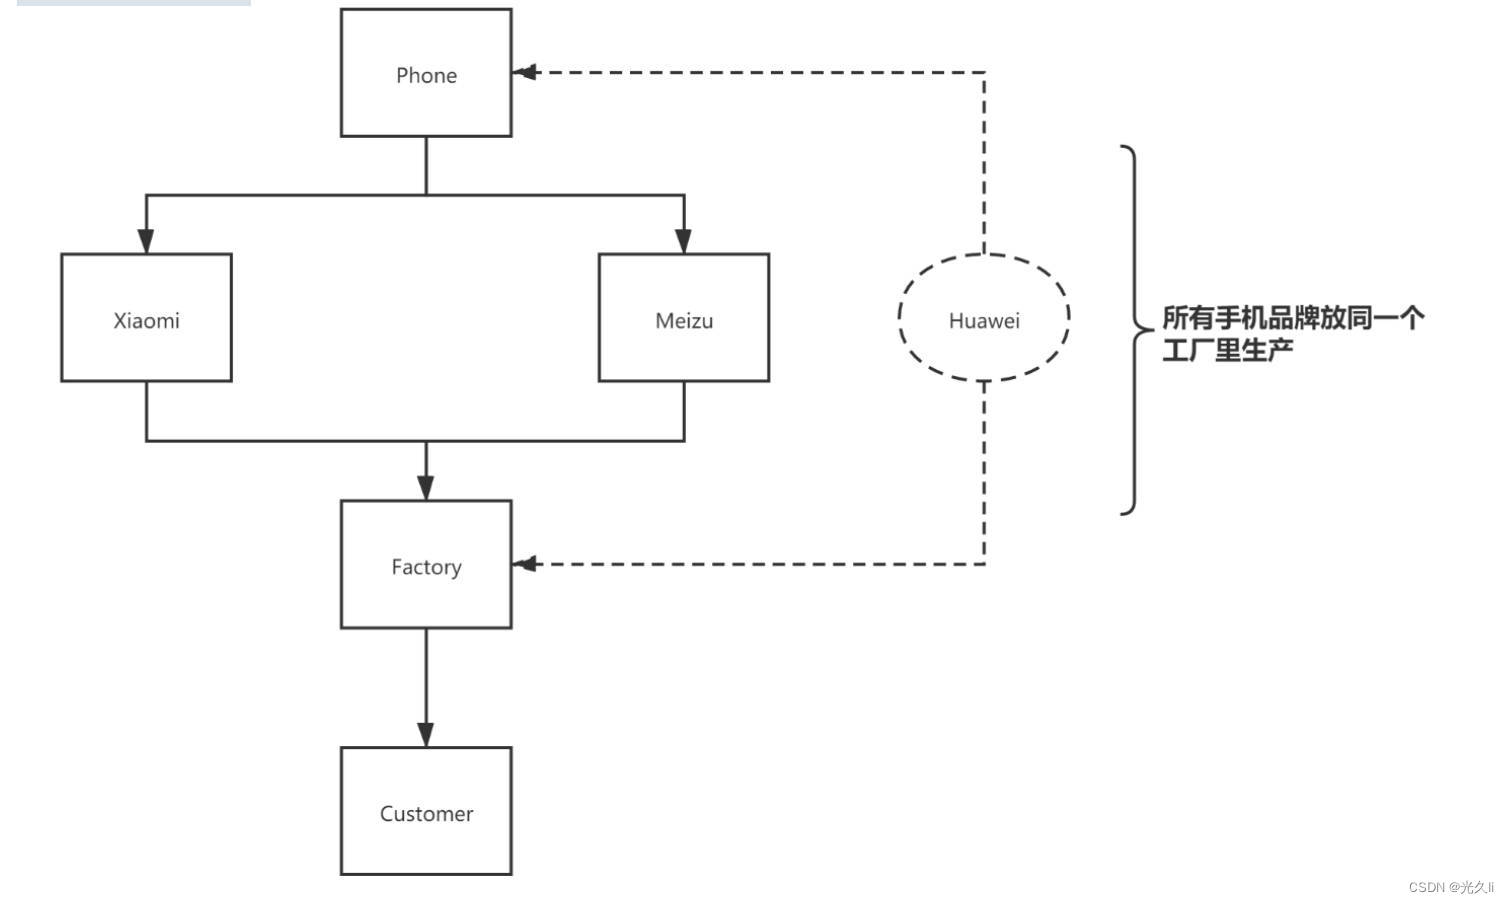 Phone
Xiaomi
Meizu
Huawei
所有手机品牌放同一个
工厂里生产
Factory
Customer
CSDN @光久li